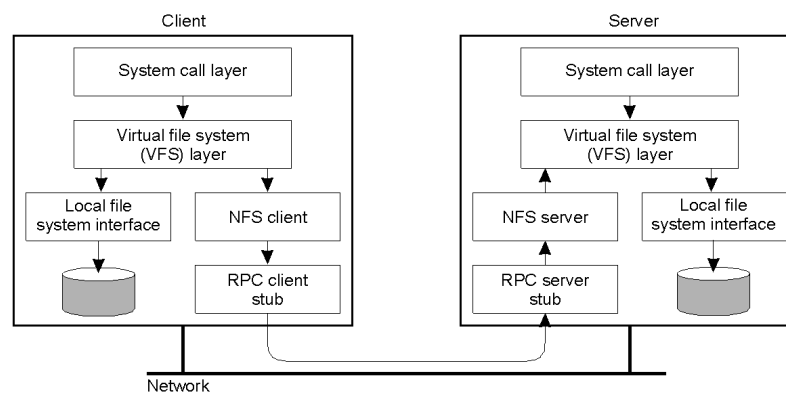 Client
System call layer
Virtual file system
(VFS) layer
Local file
system interface
NFS client
RPC client
stub
Server
System call layer
Virtual file system
(VFS) layer
NFS server
Local file
system interface
RPC server
stub
Network